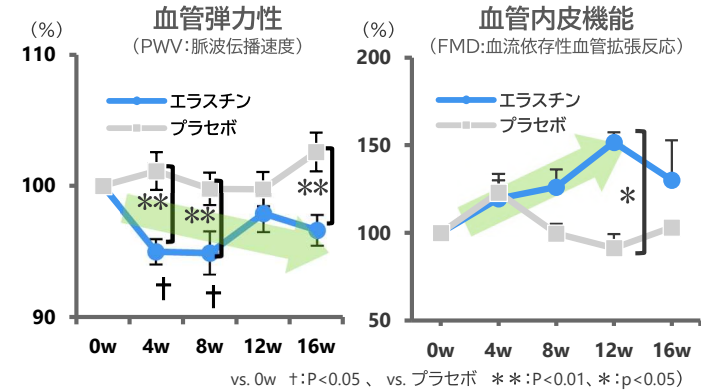 血管弾力性
(%)
(PWV：脈波伝播速度)
110
エラスチン
プラセボ
100
**
**
**
†
†
90
0w 4w 8w 12w 16w
血管内皮機能
(%)
(FMD:血流依存性血管拡張反応)
200
エラスチン
プラセボ
150
*
100
50
0w 4w 8w 12w 16w
vs. 0w †:P<0.05 、 vs. プラセボ **:P<0.01、*:p<0.05)